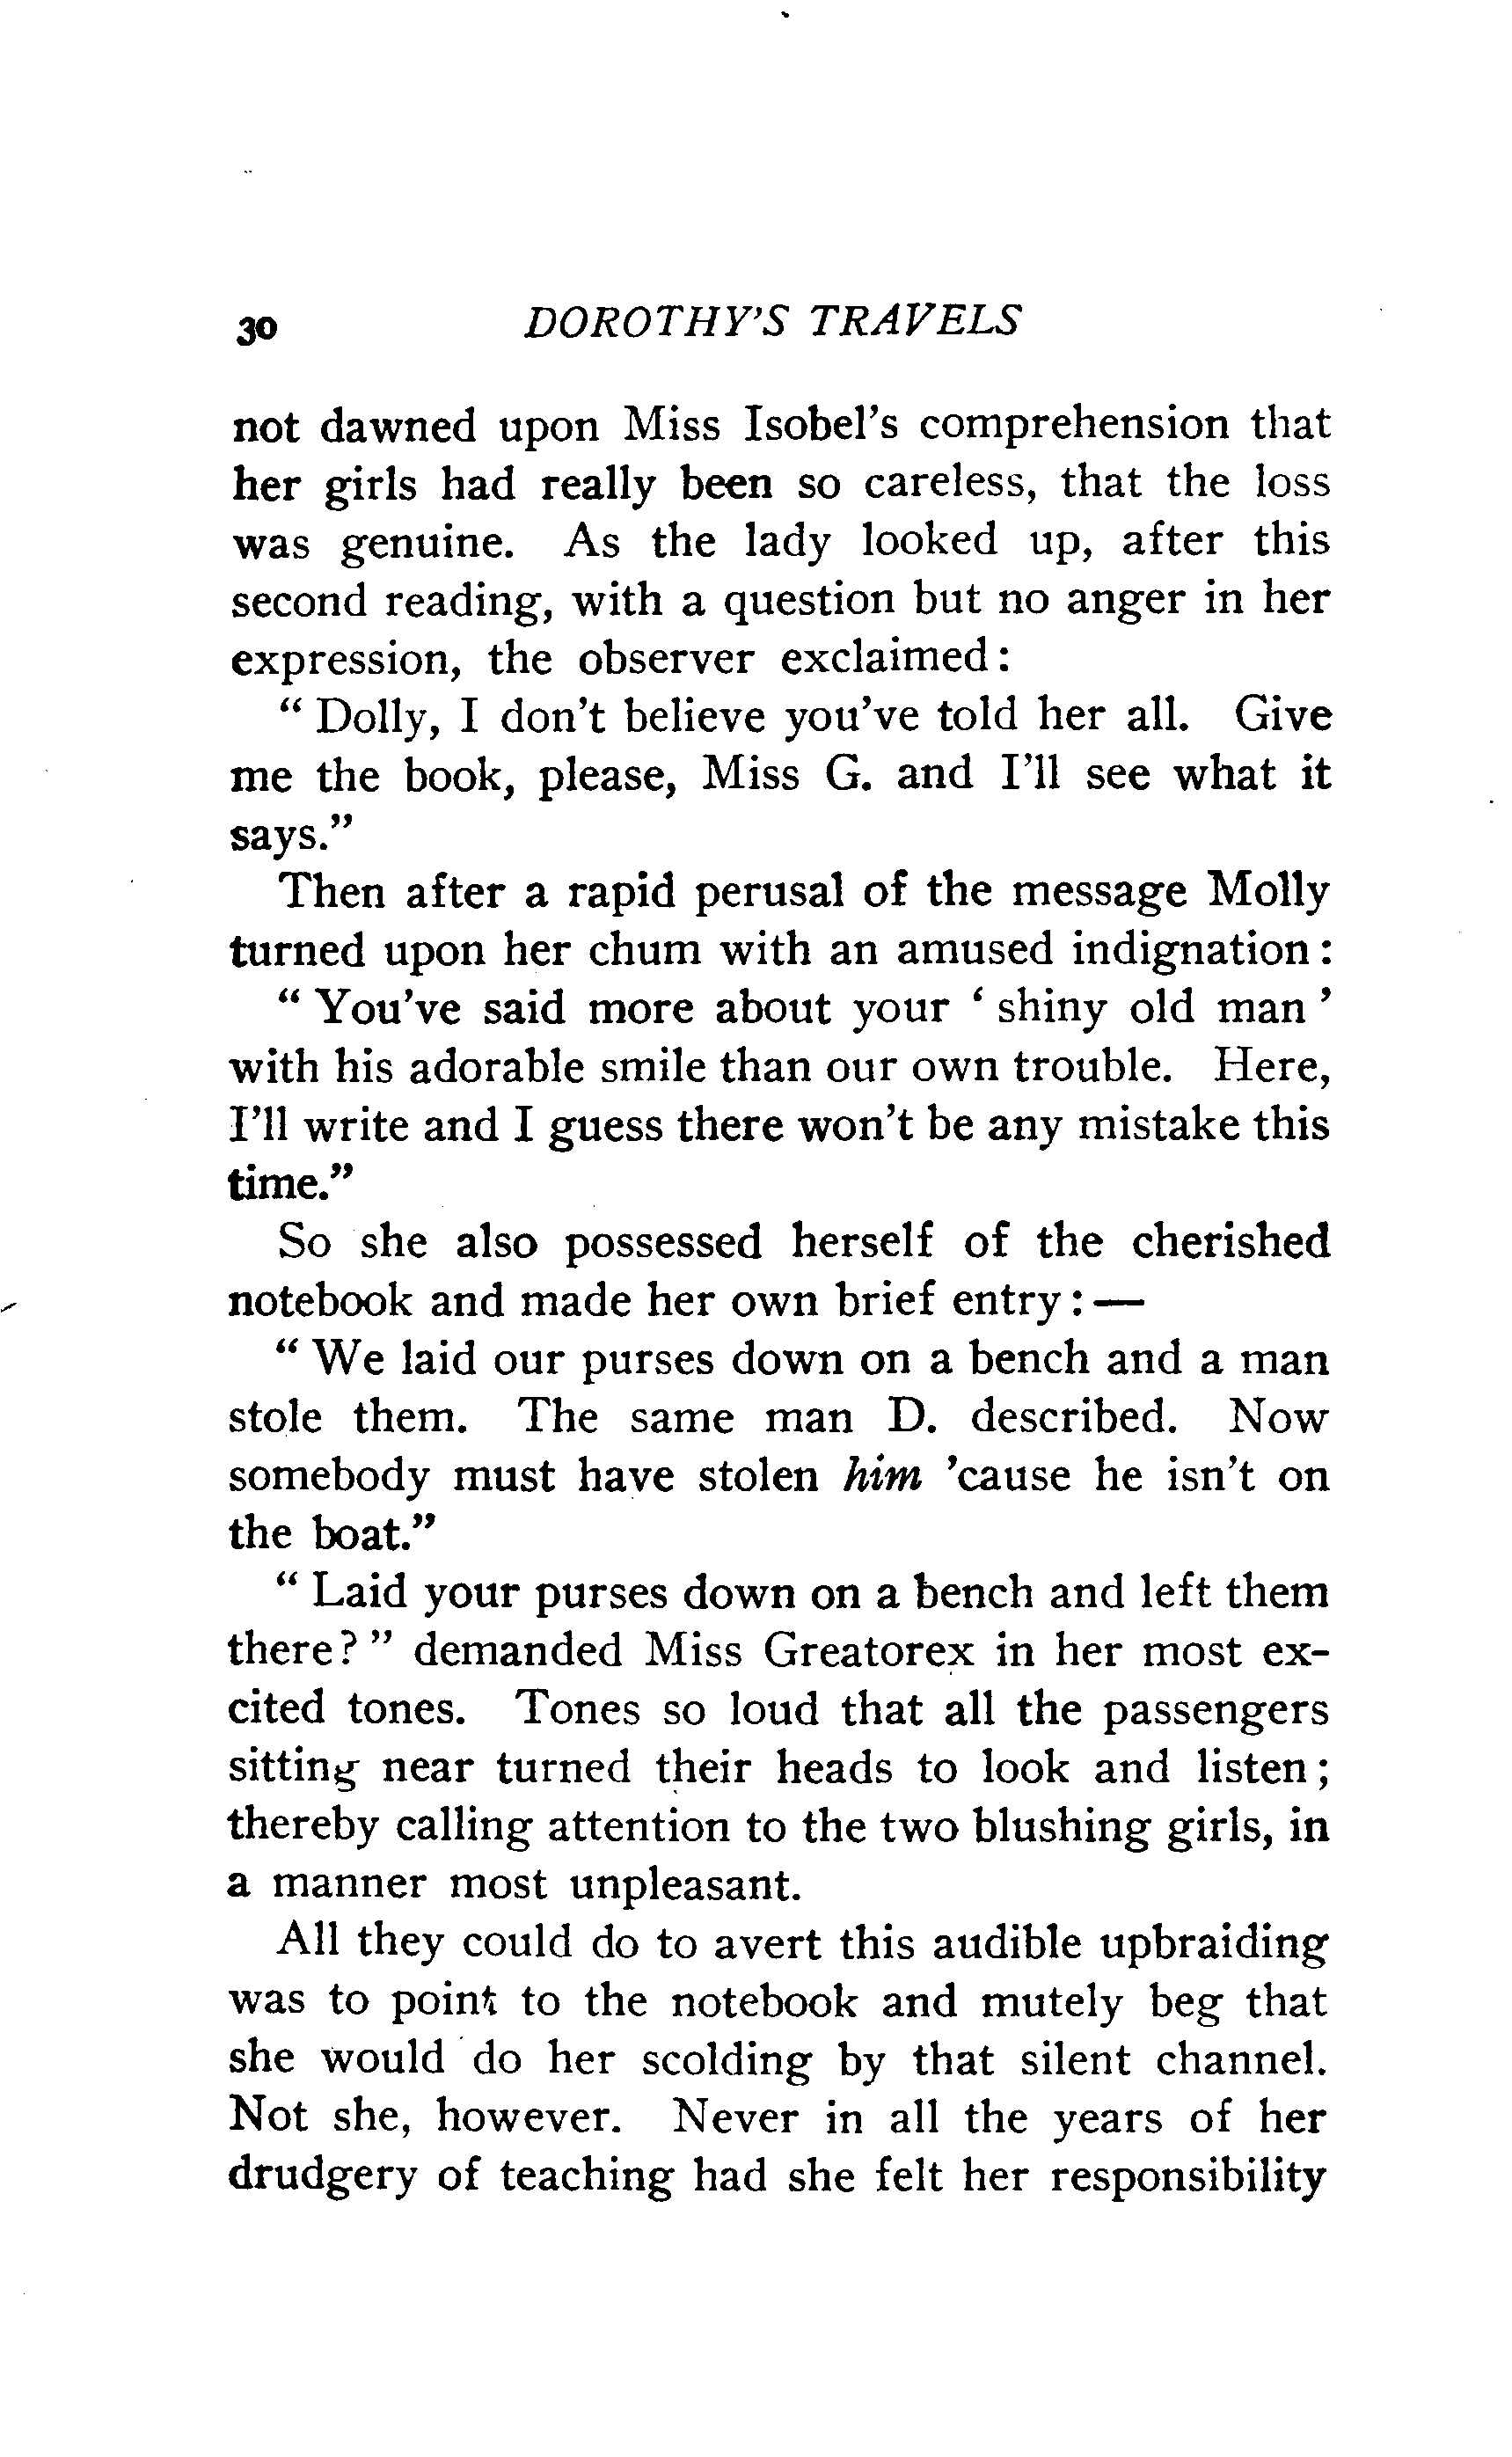 30 DOROTHY'S TRAVELS
not dawned upon Miss Isobel's comprehension that
her girls had really been so careless, that the loss
was genuine. As the lady looked up, after this
second reading, with a question but no anger in her
expression, the observer exclaimed:
" Dolly, I don't believe you've told her all. Give
me the book, please, Miss G. and I'll see what it
says."
Then after a rapid perusal of the message Molly
turned upon her chum with an amused indignation:
" You've said more about your ' shiny old man '
with his adorable smile than our own trouble. Here,
I'll write and I guess there won't be any mistake this
time."
So she also possessed herself of the cherished
notebook and made her own brief entry:—
" We laid our purses down on a bench and a man
stole them. The same man D. described. Now
somebody must have stolen him 'cause he isn't on
the boat."
" Laid your purses down on a bench and left them
there? " demanded Miss Greatorex in her most ex-
cited tones. Tones so loud that all the passengers
sitting near turned their heads to look and listen;
thereby calling attention to the two blushing girls, in
a manner most unpleasant.
All they could do to avert this audible upbraiding
was to point to the notebook and mutely beg that
she would do her scolding by that silent channel.
Not she, however. Never in all the years of her
drudgery of teaching had she felt her responsibility